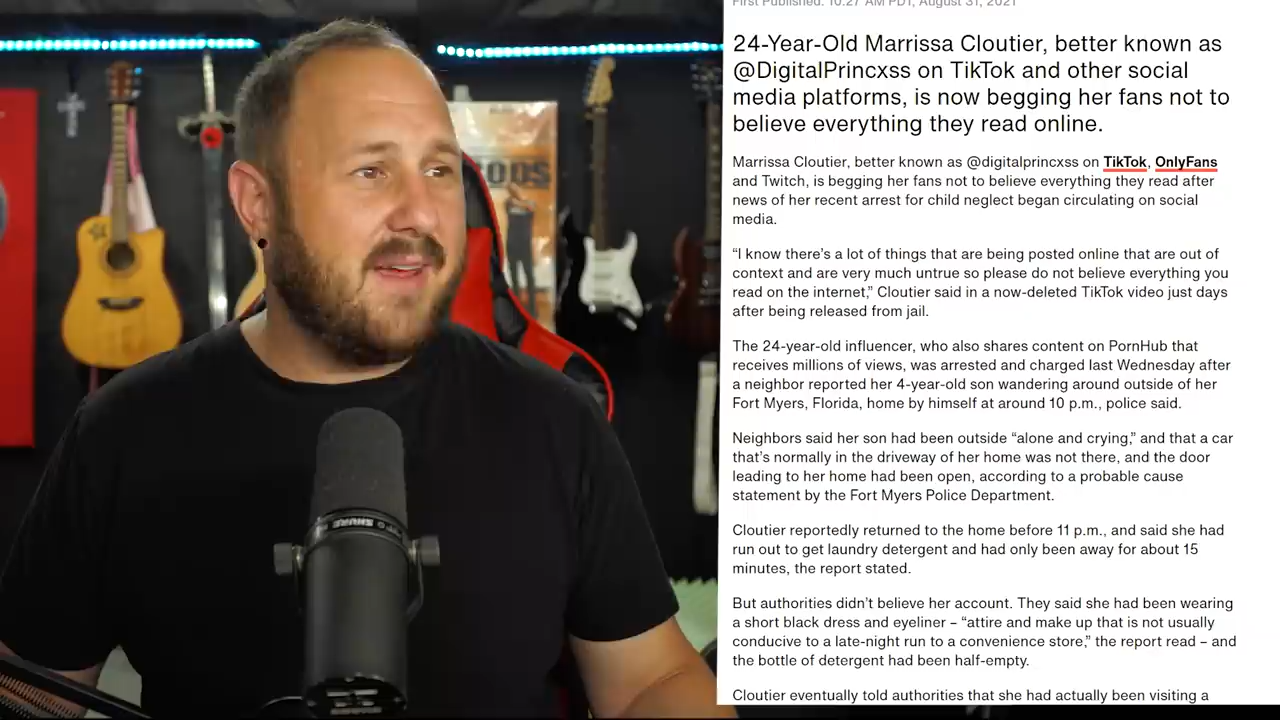 First Published: 10:27 AM PDT, August 31, 2021
24-Year-Old Marrissa Cloutier, better known as
@DigitalPrincxss on TikTok and other social
media platforms, is now begging her fans not to
believe everything they read online.
Marrissa Cloutier, better known as @digitalprincxss on TikTok, OnlyFans
and Twitch, is begging her fans not to believe everything they read after
news of her recent arrest for child neglect began circulating on social
media.
“I know there’s a lot of things that are being posted online that are out of
context and are very much untrue so please do not believe everything you
read on the internet,” Cloutier said in a now-deleted TikTok video just days
after being released from jail.
The 24-year-old influencer, who also shares content on PornHub that
receives millions of views, was arrested and charged last Wednesday after
a neighbor reported her 4-year-old son wandering around outside of her
Fort Myers, Florida, home by himself at around 10 p.m., police said.
Neighbors said her son had been outside “alone and crying,” and that a car
that’s normally in the driveway of her home was not there, and the door
leading to her home had been open, according to a probable cause
statement by the Fort Myers Police Department.
Cloutier reportedly returned to the home before 11 p.m., and said she had
run out to get laundry detergent and had only been away for about 15
minutes, the report stated.
But authorities didn’t believe her account. They said she had been wearing
a short black dress and eyeliner – “attire and make up that is not usually
conducive to a late-night run to a convenience store,” the report read – and
the bottle of detergent had been half-empty.
Cloutier eventually told authorities that she had actually been visiting a
SHURE